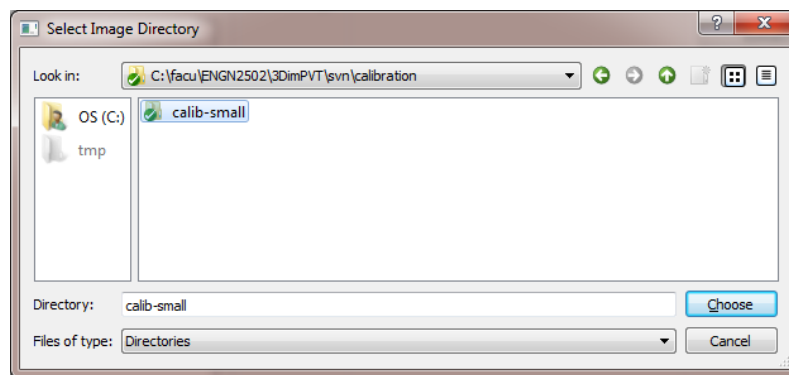 Select Image Directory
Look in: C:\facu\ENGN2502\3DimPVT\svn\calibration
OS (C:) calib-small
tmp
Directory: calib-small Choose
Files of type: Directories Cancel